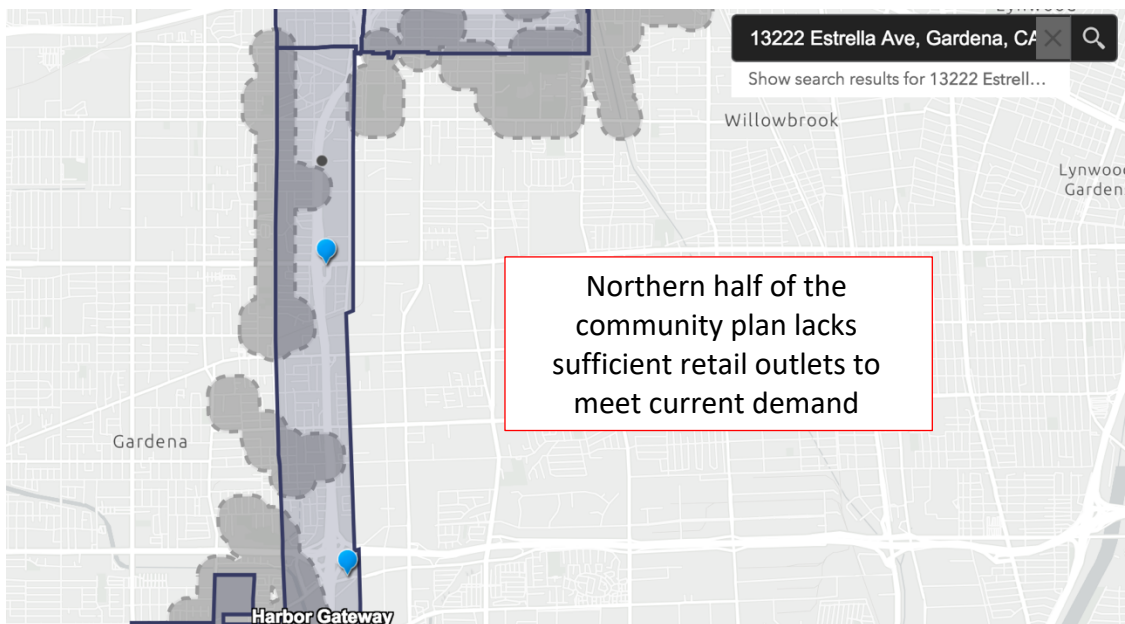 Lynwood
13222 Estrella Ave, Gardena, CA
Show search results for 13222 Estrell...
Willowbrook
Lynwood
Garden
Northern half of the
community plan lacks
sufficient retail outlets to
meet current demand
Gardena
Harbor Gateway